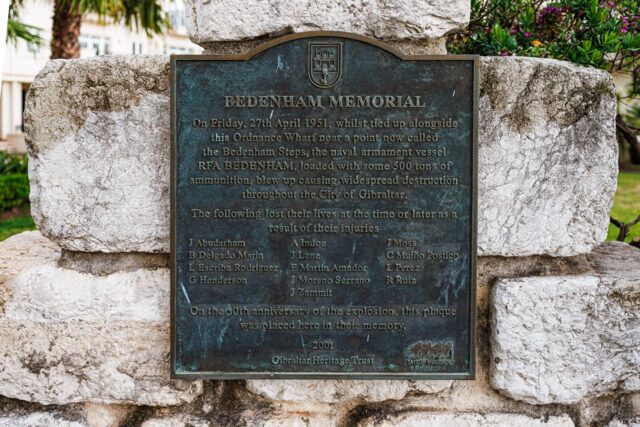 BEDENHAM MEMORIAL
On Friday, 27th April 1951, whilst tied up alongside
this Ordnance Wharf near a point now called
the Bedenham Steps, the naval armament vessel
RFA BEDENHAM, loaded with some 500 tons of
ammunition, blew up causing widespread destruction
throughout the City of Gibraltar.
The following lost their lives at the time or later as a
result of their injuries
J Abudarham A Indoe J Moss
B Delgado Marin J Lane C Muiño Postigo
L Escriba Rodriguez F Martin Amador E Perez
G Henderson J Moreno Serrano R Ruiz
J Zammit
On the 50th anniversary of the explosion, this plaque
was placed here in their memory.
2001
Gibraltar Heritage Trust